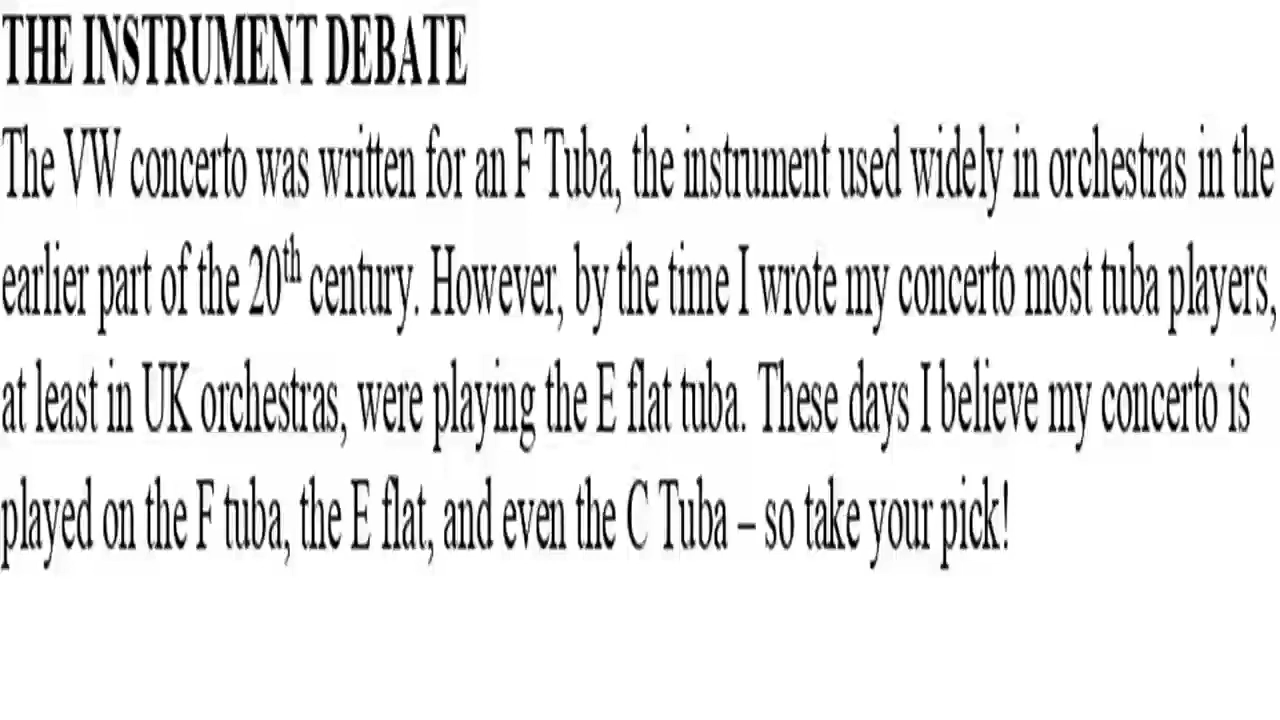 THE INSTRUMENT DEBATE
The VW concerto was written for an F Tuba, the instrument used widely in orchestras in the
earlier part of the 20th century. However, by the time I wrote my concerto most tuba players,
at least in UK orchestras, were playing the E flat tuba. These days I believe my concerto is
played on the F tuba, the E flat, and even the C Tuba – so take your pick!